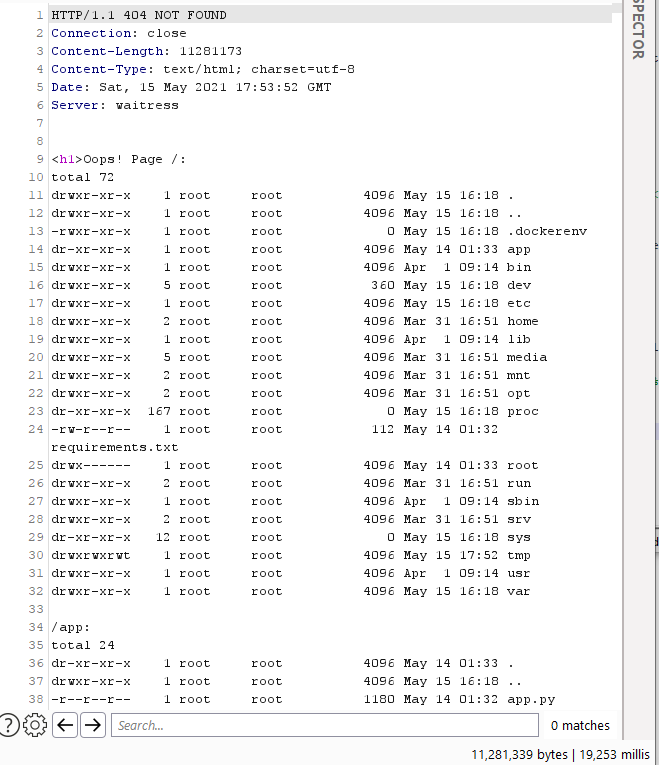 1 HTTP/1.1 404 NOT FOUND
2 Connection: close
3 Content-Length: 11281173
4 Content-Type: text/html; charset=utf-8
5 Date: Sat, 15 May 2021 17:53:52 GMT
6 Server: waitress
7
8
9 <h1>Oops! Page /:
10 total 72
11 drwxr-xr-x 1 root root 4096 May 15 16:18 .
12 drwxr-xr-x 1 root root 4096 May 15 16:18 ..
13 -rwxr-xr-x 1 root root 0 May 15 16:18 .dockerenv
14 dr-xr-xr-x 1 root root 4096 May 14 01:33 app
15 drwxr-xr-x 1 root root 4096 Apr 1 09:14 bin
16 drwxr-xr-x 5 root root 360 May 15 16:18 dev
17 drwxr-xr-x 1 root root 4096 May 15 16:18 etc
18 drwxr-xr-x 2 root root 4096 Mar 31 16:51 home
19 drwxr-xr-x 1 root root 4096 Apr 1 09:14 lib
20 drwxr-xr-x 5 root root 4096 Mar 31 16:51 media
21 drwxr-xr-x 2 root root 4096 Mar 31 16:51 mnt
22 drwxr-xr-x 2 root root 4096 Mar 31 16:51 opt
23 dr-xr-xr-x 167 root root 0 May 15 16:18 proc
24 -rw-r--r-- 1 root root 112 May 14 01:32
requirements.txt
25 drwx------ 1 root root 4096 May 14 01:33 root
26 drwxr-xr-x 2 root root 4096 Mar 31 16:51 run
27 drwxr-xr-x 1 root root 4096 Apr 1 09:14 sbin
28 drwxr-xr-x 2 root root 4096 Mar 31 16:51 srv
29 dr-xr-xr-x 12 root root 0 May 15 16:18 sys
30 drwxrwxrwt 1 root root 4096 May 15 17:52 tmp
31 drwxr-xr-x 1 root root 4096 Apr 1 09:14 usr
32 drwxr-xr-x 1 root root 4096 May 15 16:18 var
33
34 /app:
35 total 24
36 dr-xr-xr-x 1 root root 4096 May 14 01:33 .
37 drwxr-xr-x 1 root root 4096 May 15 16:18 ..
38 -r--r--r-- 1 root root 1180 May 14 01:32 app.py
? Search... 0 matches
11,281,339 bytes | 19,253 millis
SPECTOR